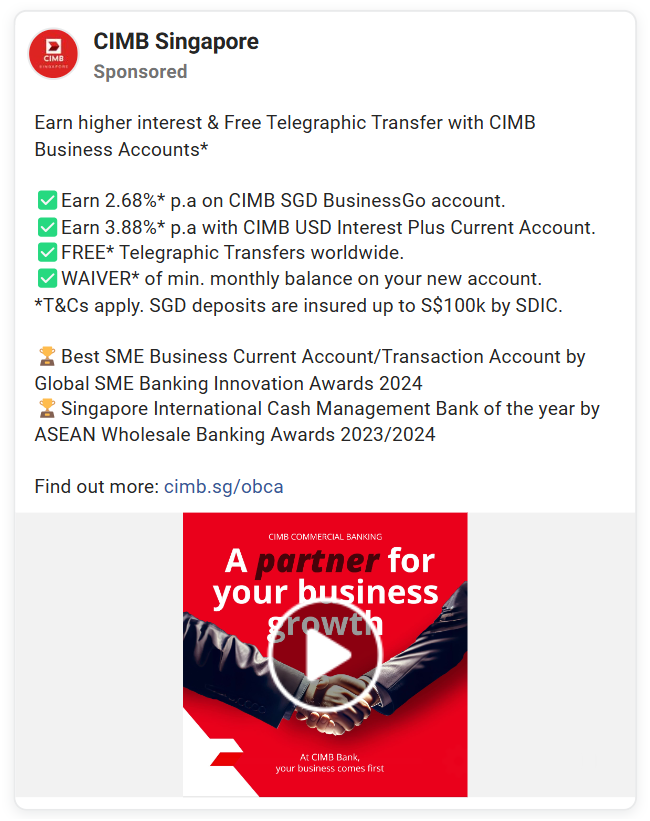 CIMB
SINGAPORE
CIMB Singapore
Sponsored
Earn higher interest & Free Telegraphic Transfer with CIMB
Business Accounts*
✅Earn 2.68%* p.a on CIMB SGD BusinessGo account.
✅Earn 3.88%* p.a with CIMB USD Interest Plus Current Account.
✅FREE* Telegraphic Transfers worldwide.
✅WAIVER* of min. monthly balance on your new account.
*T&Cs apply. SGD deposits are insured up to S$100k by SDIC.
🏆Best SME Business Current Account/Transaction Account by
Global SME Banking Innovation Awards 2024
🏆Singapore International Cash Management Bank of the year by
ASEAN Wholesale Banking Awards 2023/2024
Find out more: cimb.sg/obca
CIMB COMMERCIAL BANKING
A partner for
your business
growth
At CIMB Bank,
your business comes first